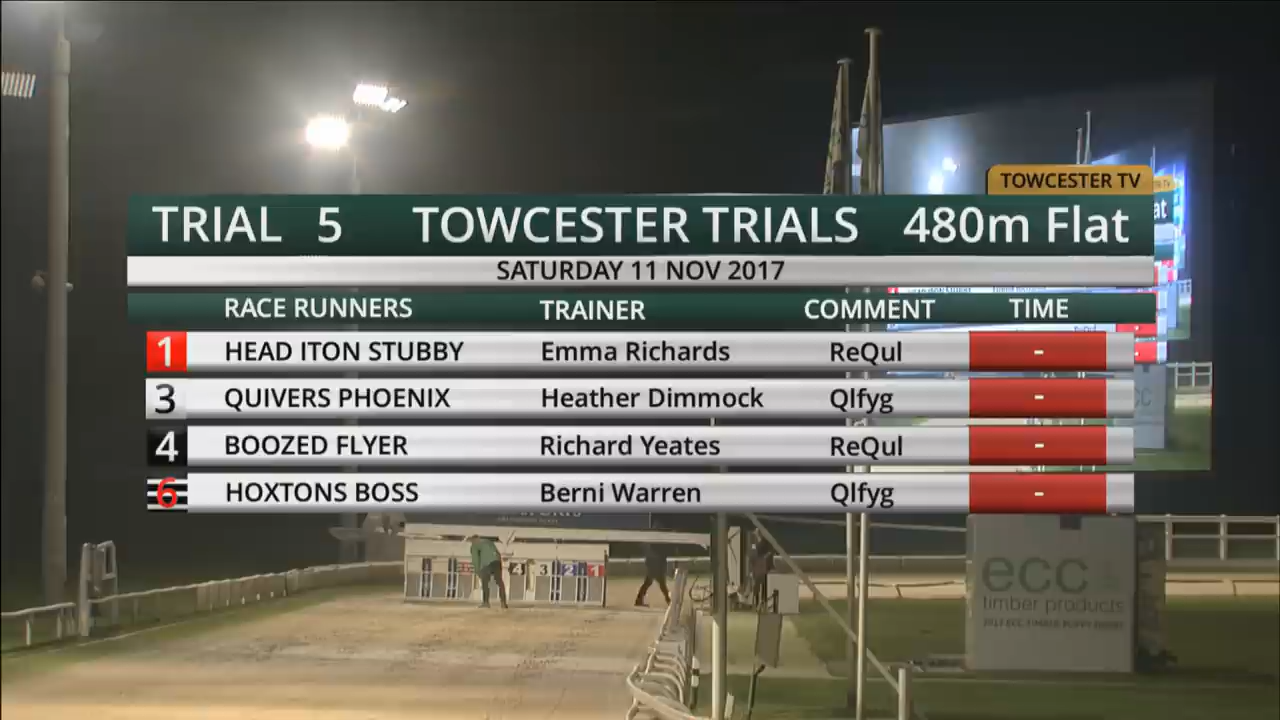 TOWCESTER TV
TRIAL 5 TOWCESTER TRIALS 480m Flat
SATURDAY 11 NOV 2017
RACE RUNNERS TRAINER COMMENT TIME
1 HEAD ITON STUBBY Emma Richards ReQul -
3 QUIVERS PHOENIX Heather Dimmock Qlfyg -
4 BOOZED FLYER Richard Yeates ReQul -
6 HOXTONS BOSS Berni Warren Qlfyg -
4 3 2 1
ecc
timber products